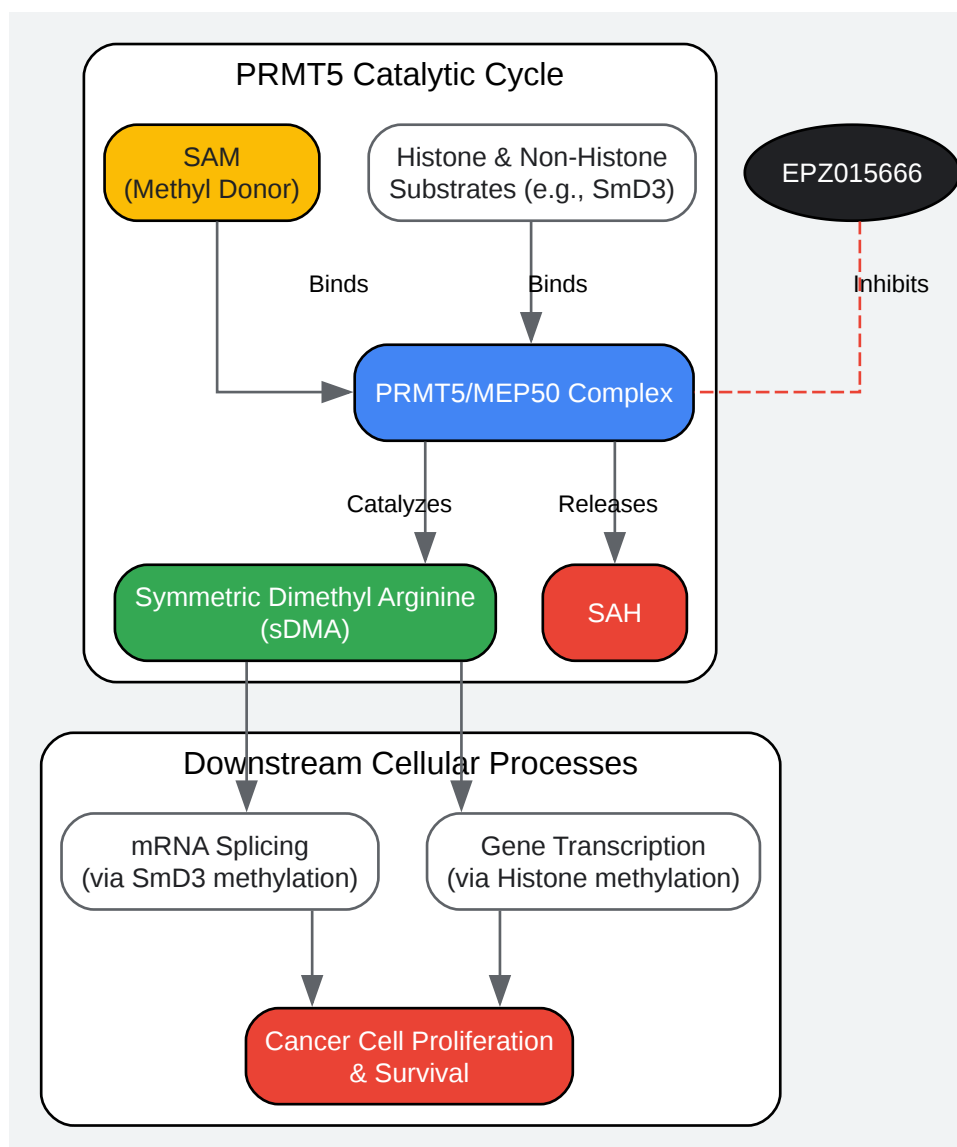 PRMT5 Catalytic Cycle
SAM
(Methyl Donor)
Histone & Non-Histone
Substrates (e.g., SmD3)
EPZ015666
Binds
Binds
Inhibits
PRMT5/MEP50 Complex
Catalyzes
Releases
Symmetric Dimethyl Arginine
(sDMA)
SAH
Downstream Cellular Processes
mRNA Splicing
(via SmD3 methylation)
Gene Transcription
(via Histone methylation)
Cancer Cell Proliferation
& Survival